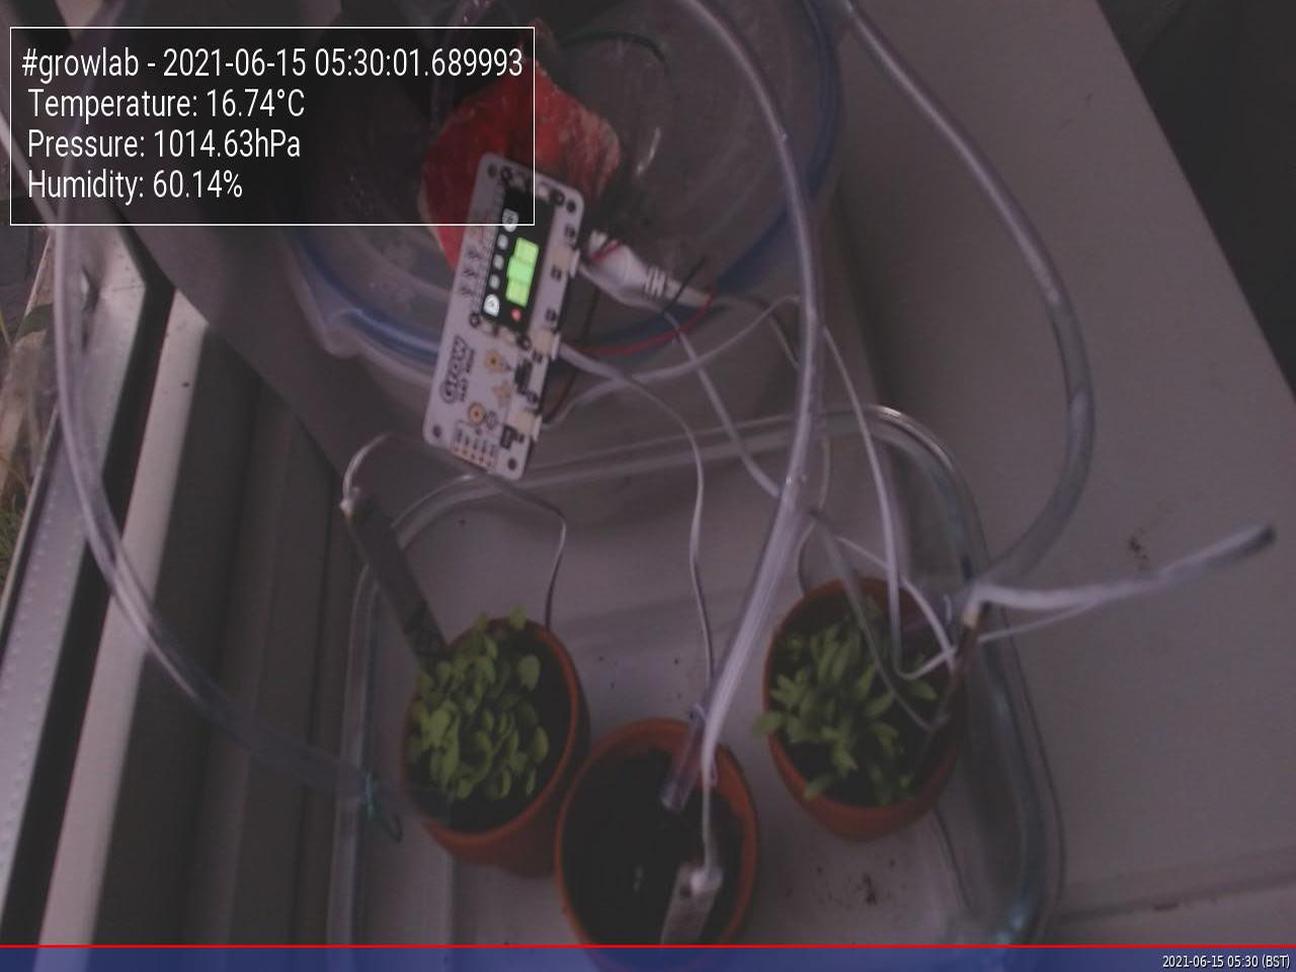 #growlab - 2021-06-15 05:30:01.689993
Temperature: 16.74°C
Pressure: 1014.63hPa
Humidity: 60.14%
GROW
2021-06-15 05:30 (BST)